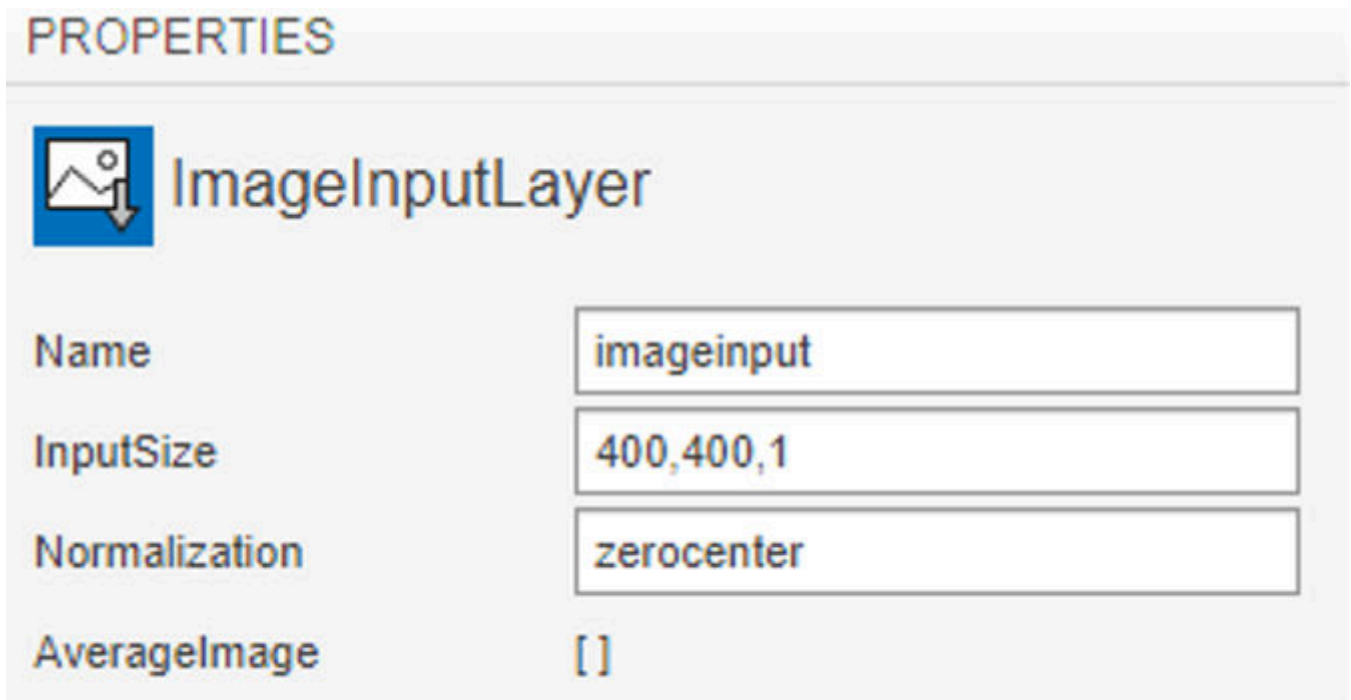 PROPERTIES
ImageInputLayer
Name imageinput
InputSize 400,400,1
Normalization zerocenter
AverageImage []